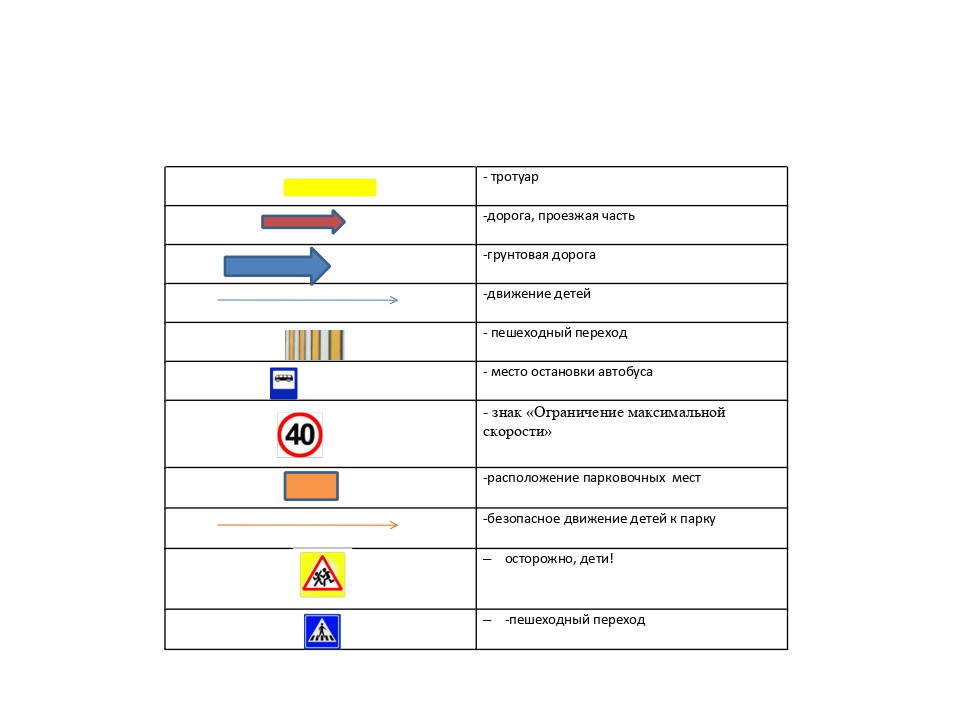 - тротуар
-дорога, проезжая часть
-грунтовая дорога
-движение детей
- пешеходный переход
- место остановки автобуса
40
- знак «Ограничение максимальной
скорости»
-расположение парковочных  мест
-безопасное движение детей к парку
– осторожно, дети!
– -пешеходный переход